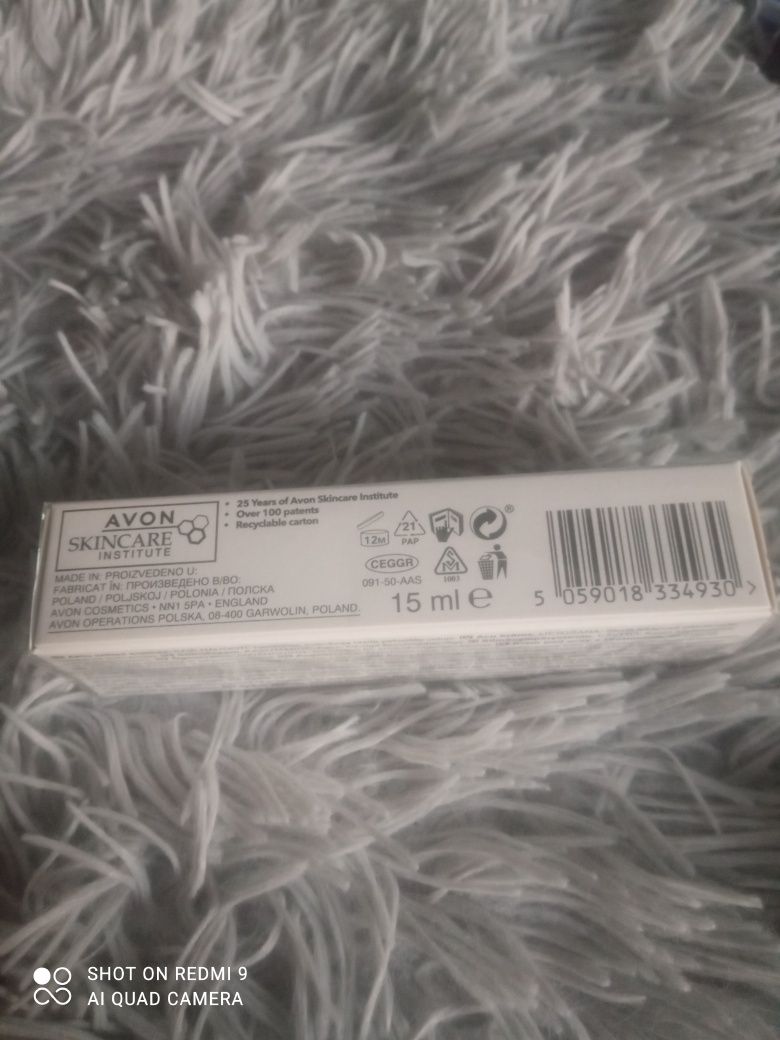 AVON
SKINCARE
INSTITUTE
• 25 Years of Avon Skincare Institute
• Over 100 patents
• Recyclable carton
MADE IN: PROIZVEDENO U:
FABRICAT ÎN: ПРОИЗВЕДЕНО В/ВО:
POLAND / POLJSKOJ / POLONIA / ПОЛСКА
AVON COSMETICS • NN1 5PA • ENGLAND
AVON OPERATIONS POLSKA, 08-400 GARWOLIN, POLAND.
12M
21
PAP
®
CEGGR
1003
091-50-AAS
15 ml e
5 059018 334930 >
SHOT ON REDMI 9
AI QUAD CAMERA